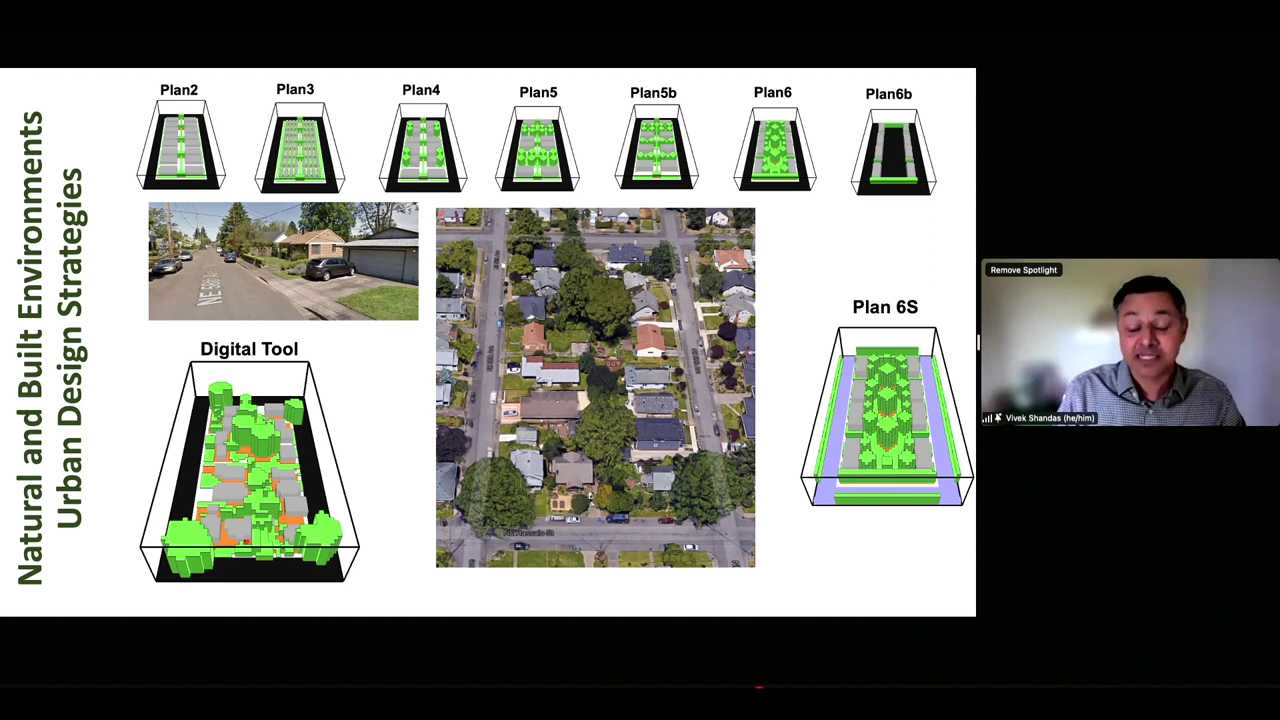 Natural and Built Environments
Urban Design Strategies
Plan2
Plan3
Plan4
Plan5
Plan5b
Plan6
Plan6b
Digital Tool
Plan 6S
Remove Spotlight
Vivek Shandas (he/him)